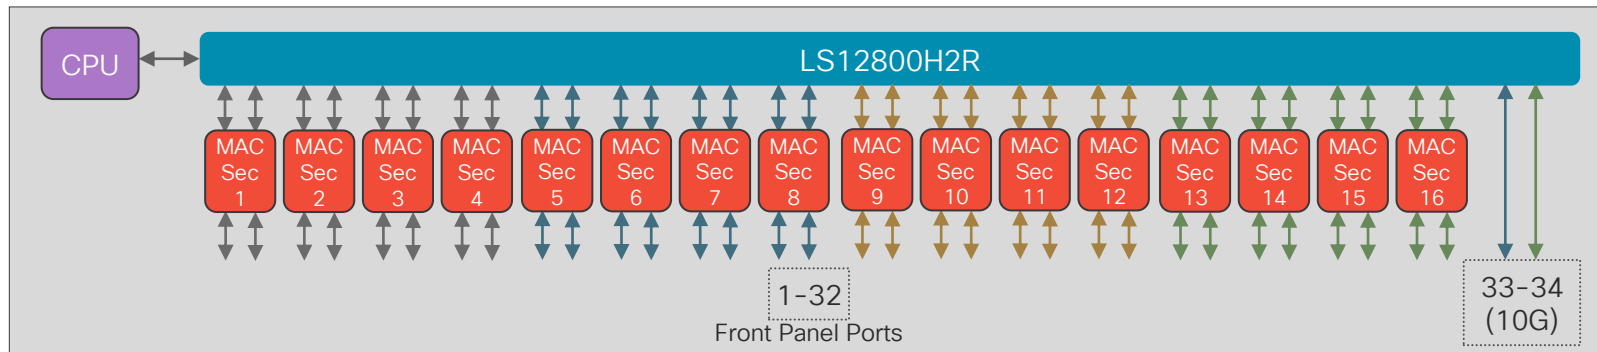 CPU
LS12800H2R
MAC
Sec
1
MAC
Sec
2
MAC
Sec
3
MAC
Sec
4
MAC
Sec
5
MAC
Sec
6
MAC
Sec
7
MAC
Sec
8
MAC
Sec
9
MAC
Sec
10
MAC
Sec
11
MAC
Sec
12
MAC
Sec
13
MAC
Sec
14
MAC
Sec
15
MAC
Sec
16
1-32
Front Panel Ports
33-34
(10G)